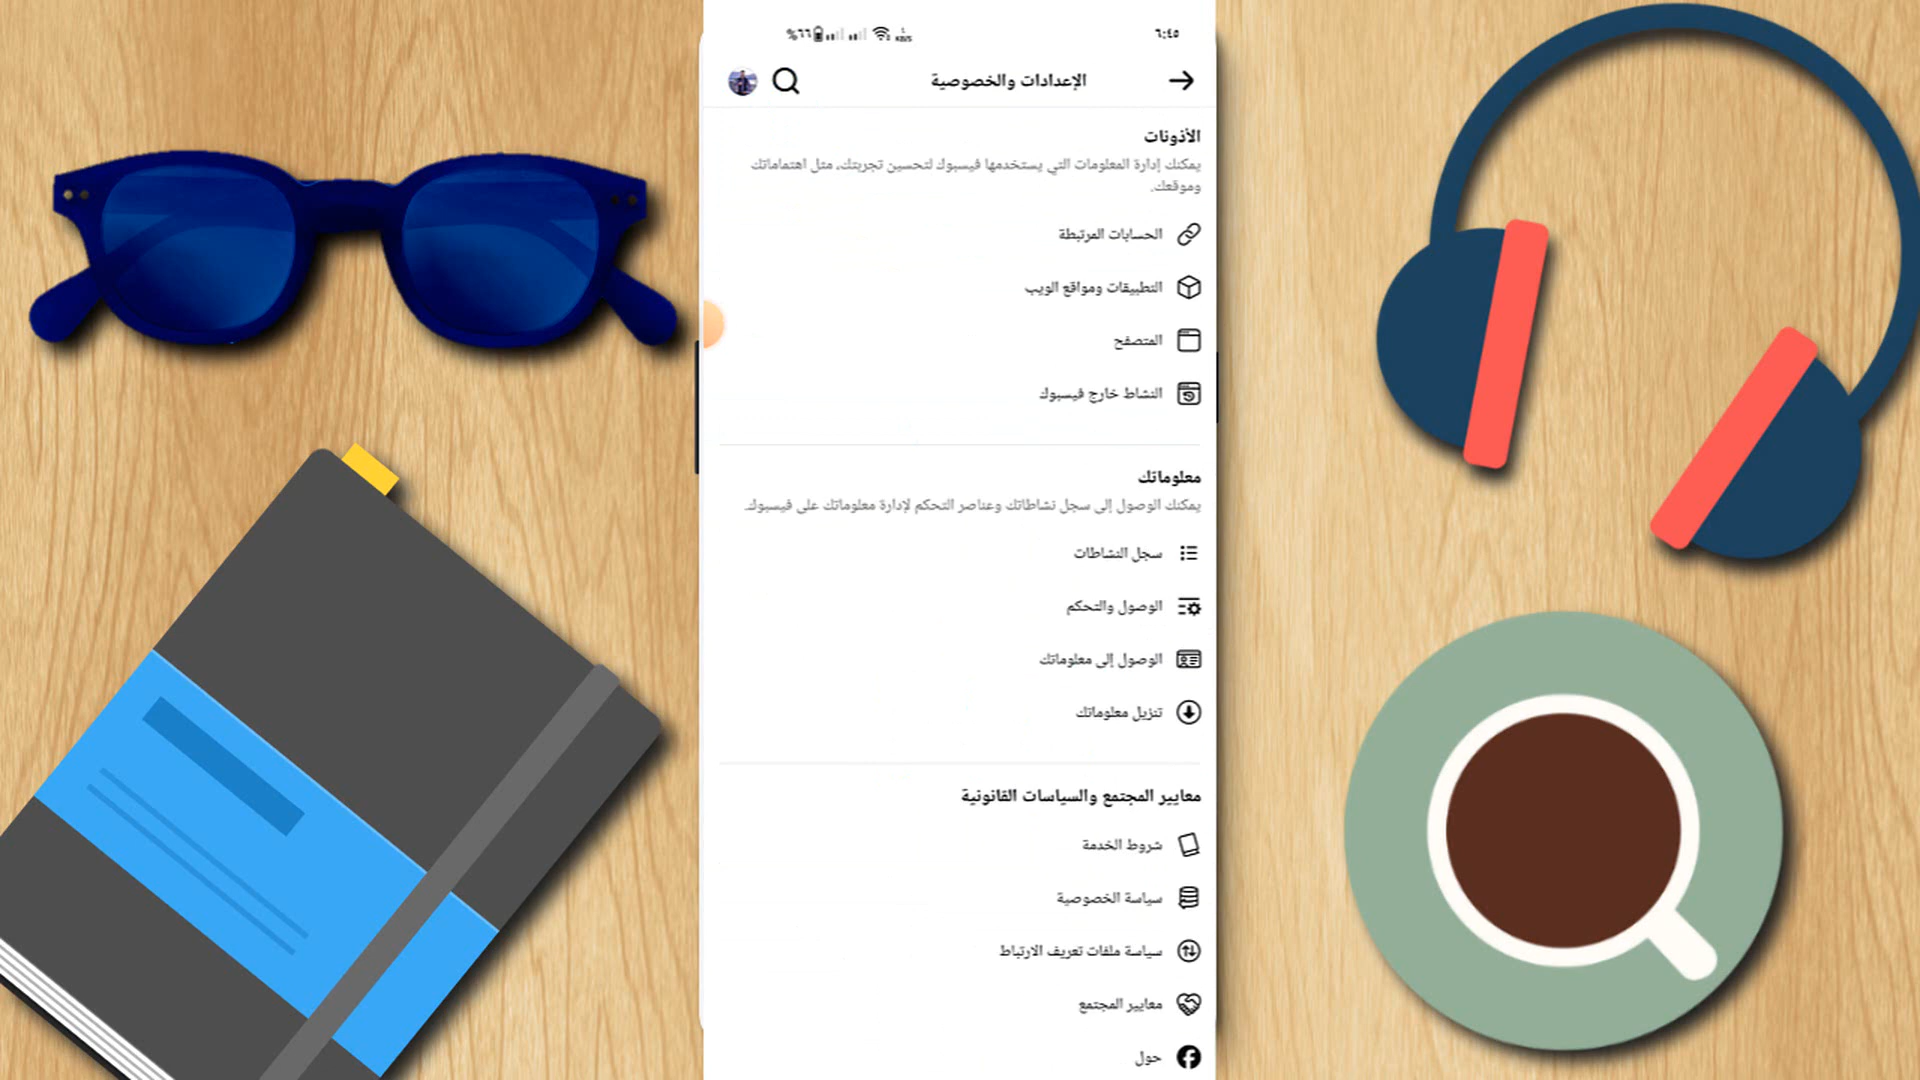 ٦:٤٥
%٦٦
الإعدادات والخصوصية
الأذونات
يمكنك إدارة المعلومات التي يستخدمها فيسبوك لتحسين تجربتك، مثل اهتماماتك
وموقعك.
الحسابات المرتبطة
التطبيقات ومواقع الويب
المتصفح
النشاط خارج فيسبوك
معلوماتك
يمكنك الوصول إلى سجل نشاطاتك وعناصر التحكم لإدارة معلوماتك على فيسبوك.
سجل النشاطات
الوصول والتحكم
الوصول إلى معلوماتك
تنزيل معلوماتك
معايير المجتمع والسياسات القانونية
شروط الخدمة
سياسة الخصوصية
سياسة ملفات تعريف الارتباط
معايير المجتمع
حول